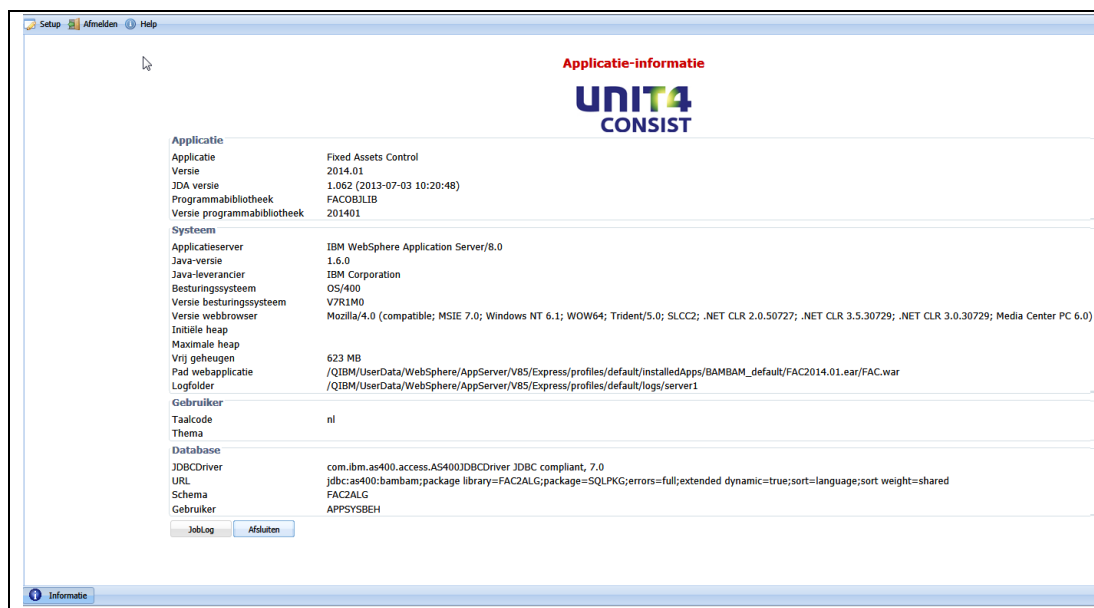 Setup Afmelden Help
Applicatie-informatie
UNIT4
CONSIST
Applicatie
Applicatie Fixed Assets Control
Versie 2014.01
JDA versie 1.062 (2013-07-03 10:20:48)
Programmabibliotheek FACOBJLIB
Versie programmabibliotheek 201401
Systeem
Applicatieserver IBM WebSphere Application Server/8.0
Java-versie 1.6.0
Java-leverancier IBM Corporation
Besturingssysteem OS/400
Versie besturingssysteem V7R1M0
Versie webbrowser Mozilla/4.0 (compatible; MSIE 7.0; Windows NT 6.1; WOW64; Trident/5.0; SLCC2; .NET CLR 2.0.50727; .NET CLR 3.5.30729; .NET CLR 3.0.30729; Media Center PC 6.0)
Initiële heap
Maximale heap
Vrij geheugen 623 MB
Pad webapplicatie /QIBM/UserData/WebSphere/AppServer/V85/Express/profiles/default/installedApps/BAMBAM_default/FAC2014.01.ear/FAC.war
Logfolder /QIBM/UserData/WebSphere/AppServer/V85/Express/profiles/default/logs/server1
Gebruiker
Taalcode nl
Thema
Database
JDBCDriver com.ibm.as400.access.AS400JDBCDriver JDBC compliant, 7.0
URL jdbc:as400:bambam;package library=FAC2ALG;package=SQLPKG;errors=full;extended dynamic=true;sort=language;sort weight=shared
Schema FAC2ALG
Gebruiker APPSYSBEH
JobLog Afsluiten
Informatie